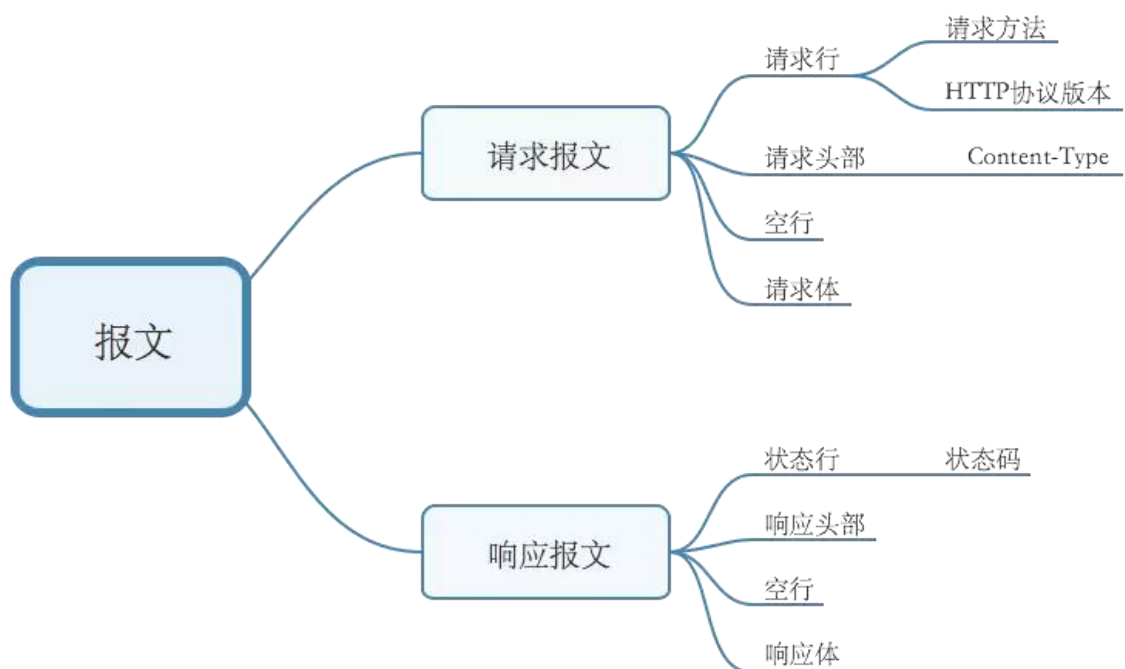 报文
请求报文
请求行
请求方法
HTTP协议版本
请求头部
Content-Type
空行
请求体
响应报文
状态行
状态码
响应头部
空行
响应体